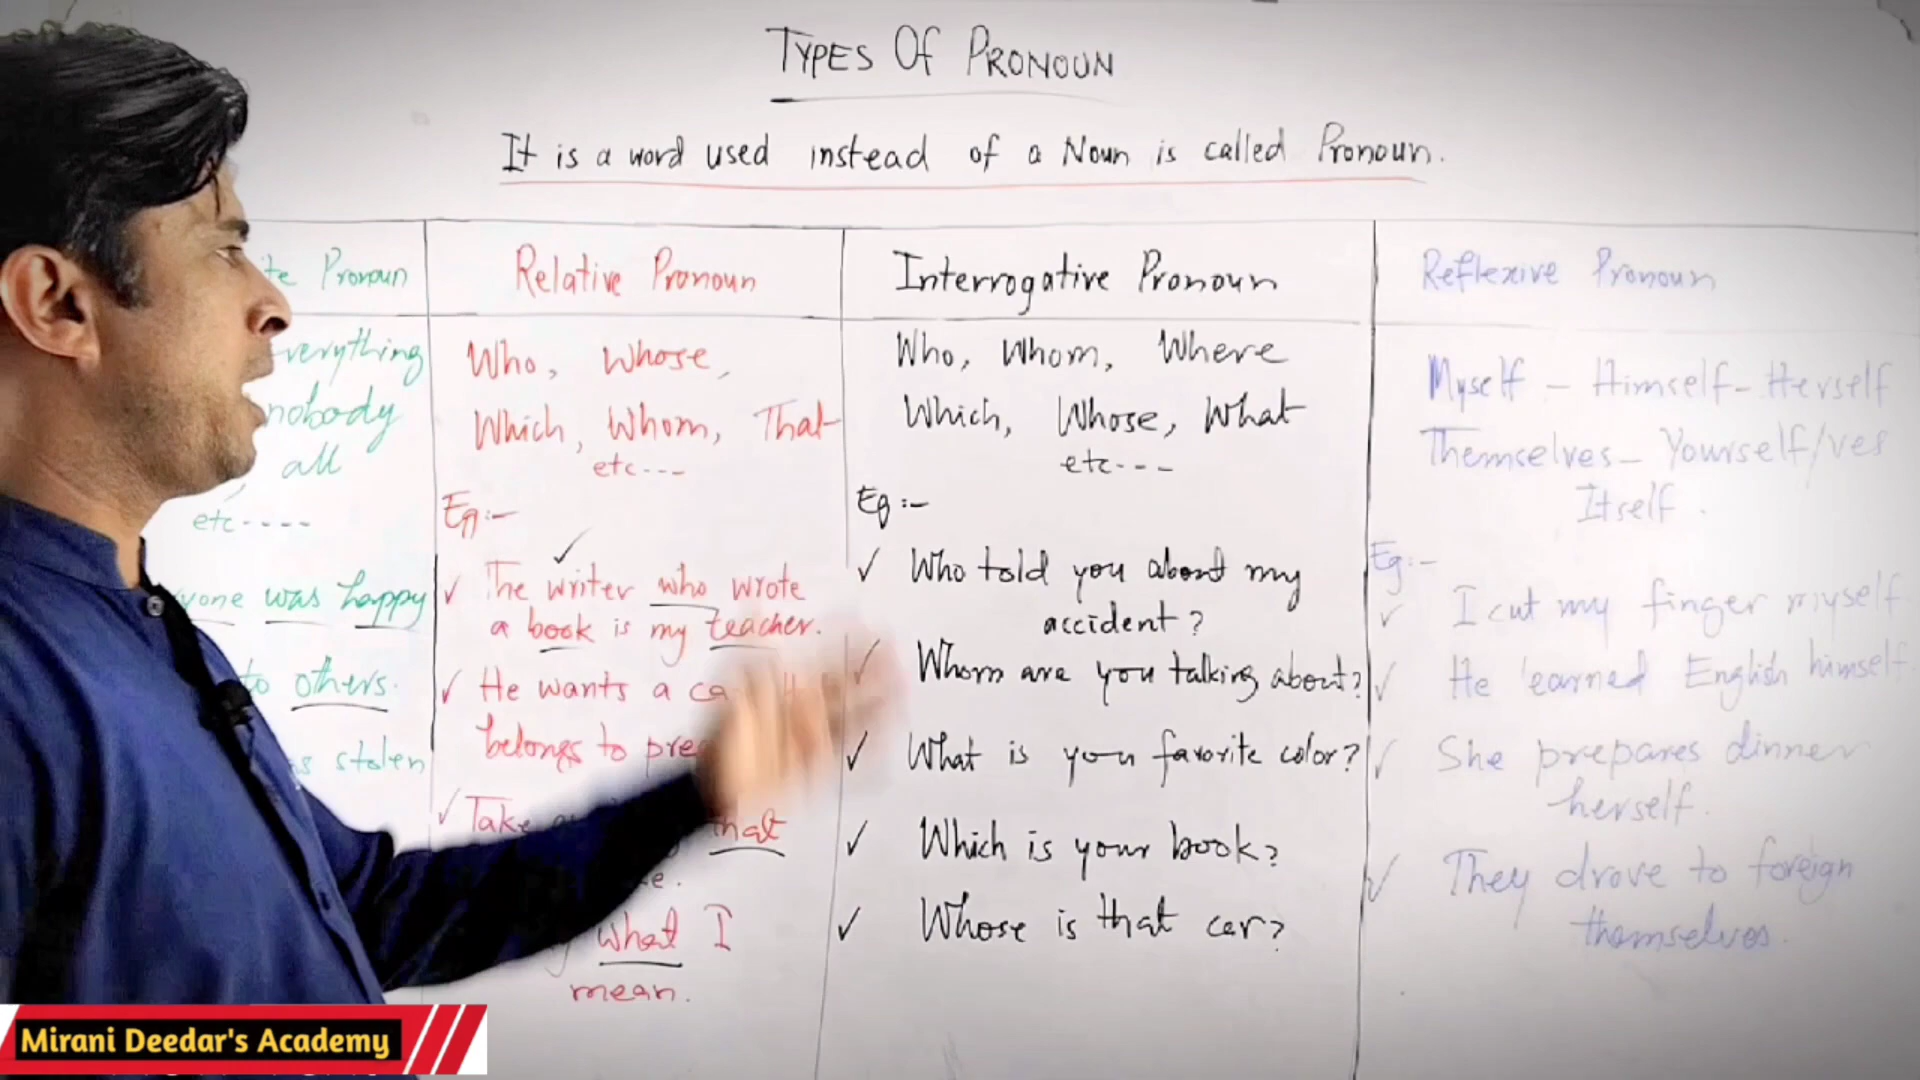 TYPES OF PRONOUN
It is a word used instead of a Noun is called Pronoun.
Pronoun
everything
nobody
all
etc----
was happy
to others.
stolen
Relative Pronoun
Who, Whose,
Which, Whom, That
etc---
Eg:-
✓ The writer who wrote
a book is my teacher.
✓ He wants a
belongs to
✓ Take that
what I
mean.
Interrogative Pronoun
Who, Whom, Where
Which, Whose, What
etc---
Eg:-
✓ Who told you about my
accident?
✓ Whom are you talking about?
✓ What is you favorite color?
✓ Which is your book?
✓ Whose is that car?
Reflexive Pronoun
Myself - Himself - Herself
Themselves - Yourself/ves
Itself.
Eg:-
✓ I cut my finger myself.
✓ He earned English himself.
✓ She prepares dinner
herself.
✓ They drove to foreign
themselves.
Mirani Deedar's Academy